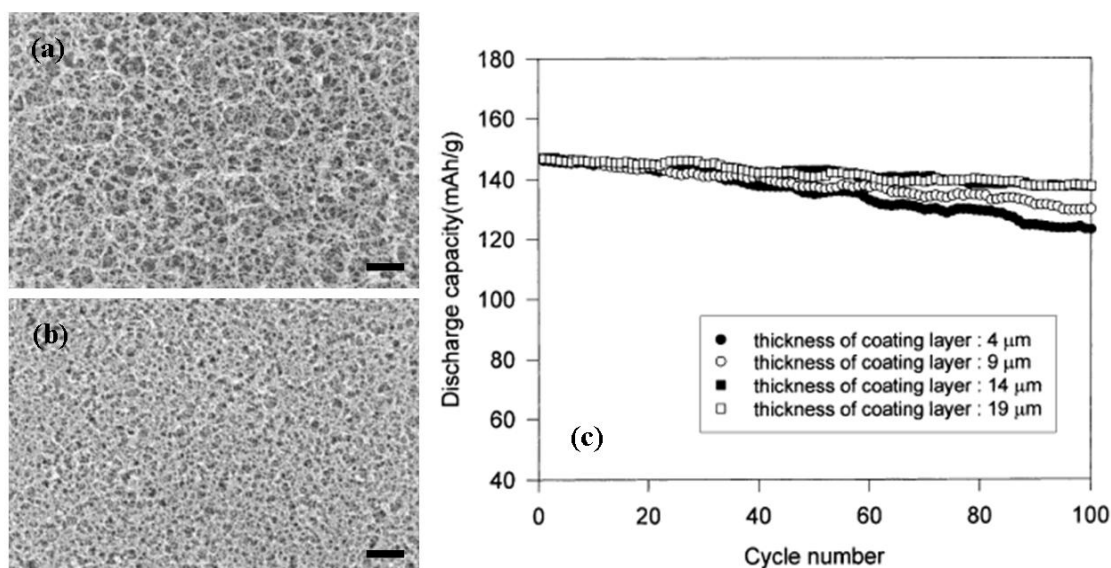 (a)
(b)
Discharge capacity(mAh/g)
180
160
140
120
100
80
60
40
thickness of coating layer : 4 μm
thickness of coating layer : 9 μm
thickness of coating layer : 14 μm
thickness of coating layer : 19 μm
(c)
0 20 40 60 80 100
Cycle number